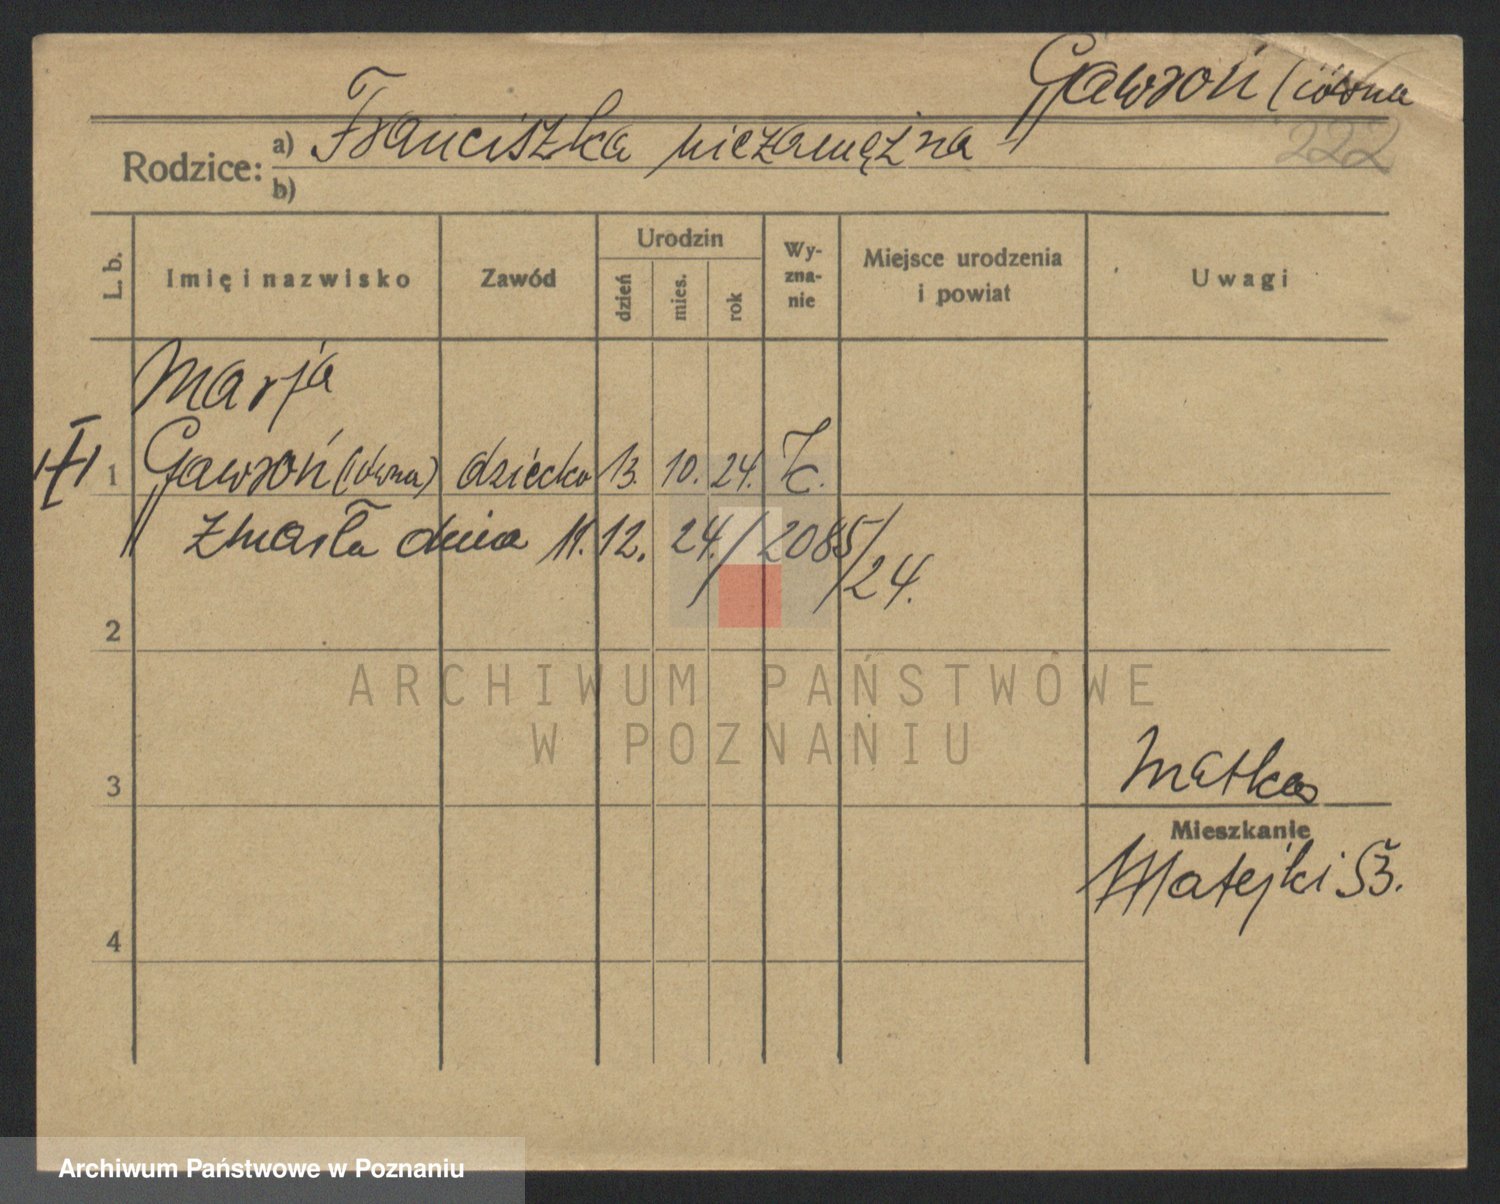 Gawroń (iówna
222
Rodzice: a) Franciszka niezamężna
b)
L. b.
Imię i nazwisko
Zawód
Urodzin
dzień
mies.
rok
Wy-
zna-
nie
Miejsce urodzenia
i powiat
Uwagi
Marja
1 Gawroń (iówna) dziecko 13. 10. 24. K.
zmarła dnia 11. 12. 24. / 2085/24.
2
3
4
Matka
Mieszkanie
Matejki 53.
ARCHIWUM PAŃSTWOWE
W POZNANIU
Archiwum Państwowe w Poznaniu